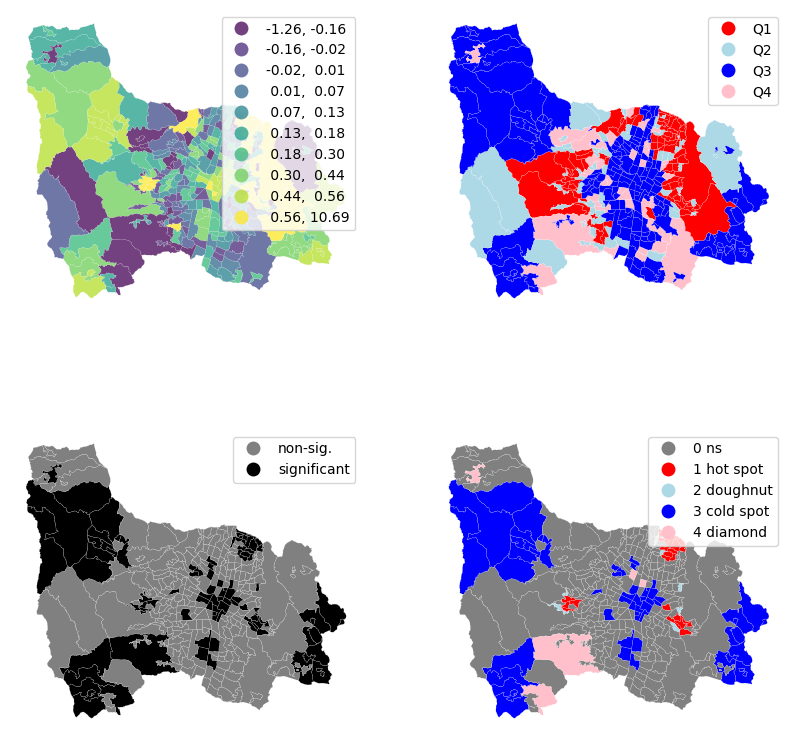 -1.26, -0.16
-0.16, -0.02
-0.02, 0.01
0.01, 0.07
0.07, 0.13
0.13, 0.18
0.18, 0.30
0.30, 0.44
0.44, 0.56
0.56, 10.69
Q1
Q2
Q3
Q4
non-sig.
significant
0 ns
1 hot spot
2 doughnut
3 cold spot
4 diamond